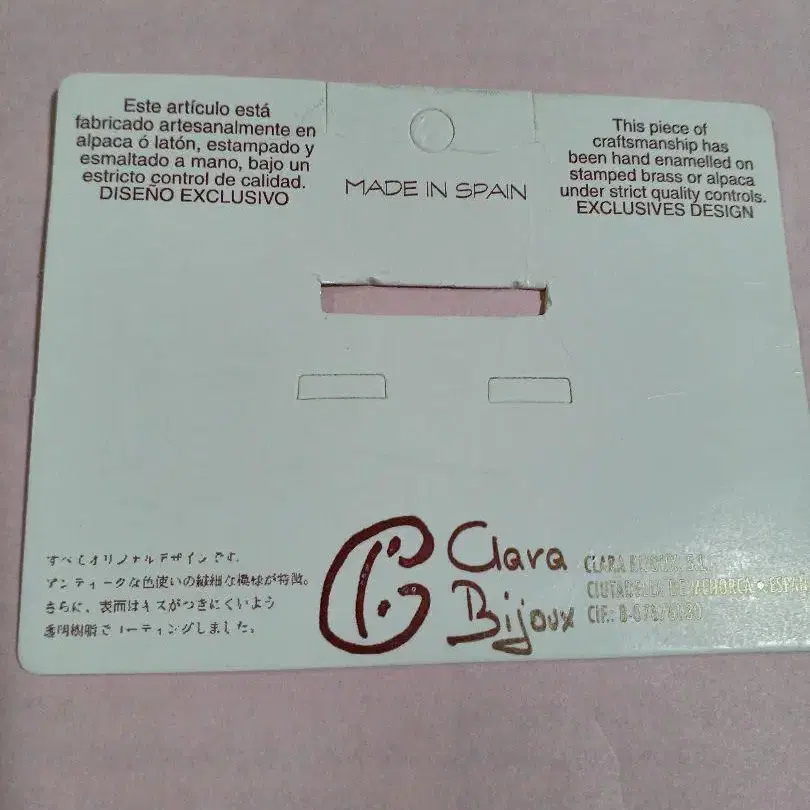 Este artículo está
fabricado artesanalmente en
alpaca ó latón, estampado y
esmaltado a mano, bajo un
estricto control de calidad.
DISEÑO EXCLUSIVO
MADE IN SPAIN
This piece of
craftsmanship has
been hand enamelled on
stamped brass or alpaca
under strict quality controls.
EXCLUSIVES DESIGN
すべてオリジナルデザインです。
アンティークな色使いの繊細な模様が特徴。
さらに、表面はキズがつきにくいよう
透明樹脂でコーティングしました。
Clara
Bijoux
CLARA BIJOUX, S.L.
CIUTADELLA DE MENORCA • ESPAÑ
CIF.: